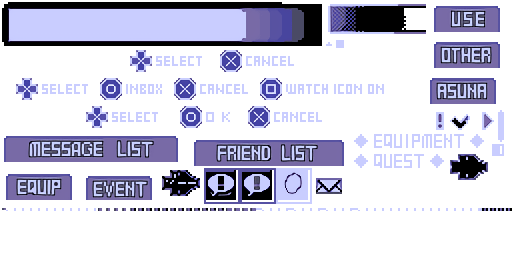 USE
OTHER
SELECT CANCEL
SELECT INBOX CANCEL WATCH ICON ON
ASUNA
SELECT O K CANCEL
MESSAGE LIST
FRIEND LIST
EQUIPMENT
QUEST
EQUIP
EVENT